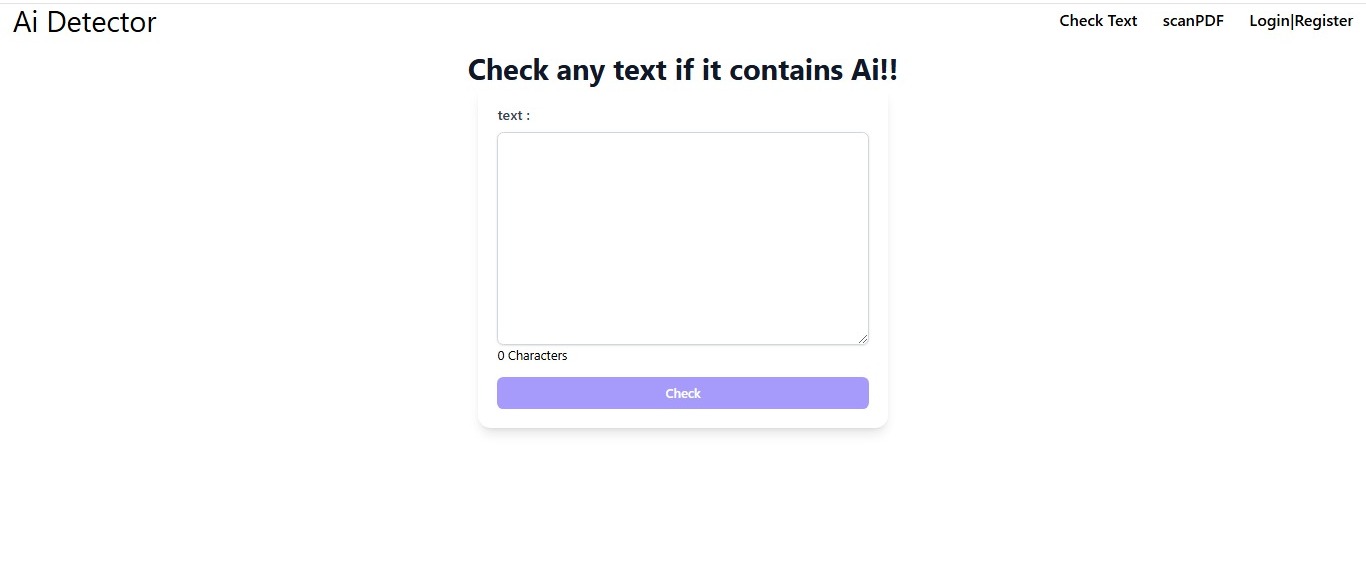 Ai Detector
Check Text scanPDF Login|Register
Check any text if it contains Ai!!
text :
0 Characters
Check